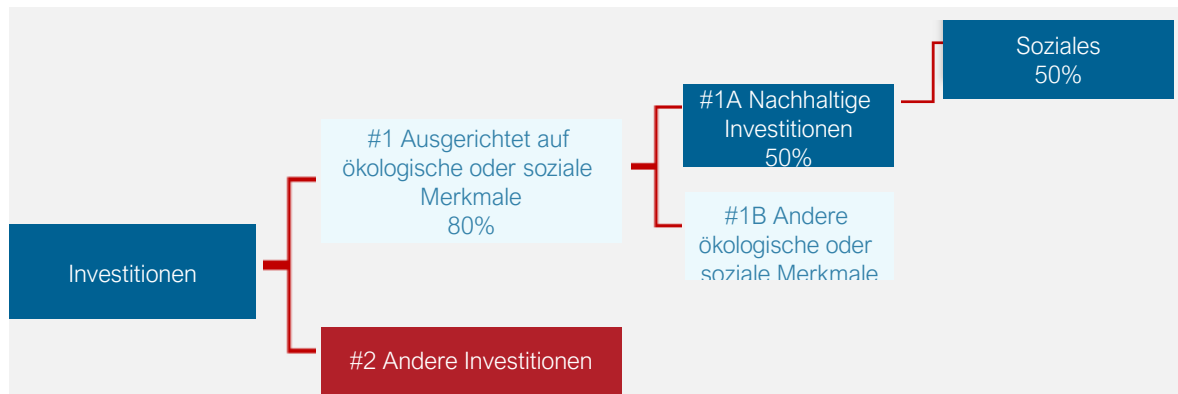 Soziales
50%
#1A Nachhaltige
Investitionen
50%
#1 Ausgerichtet auf
ökologische oder soziale
Merkmale
80%
#1B Andere
ökologische oder
soziale Merkmale
Investitionen
#2 Andere Investitionen